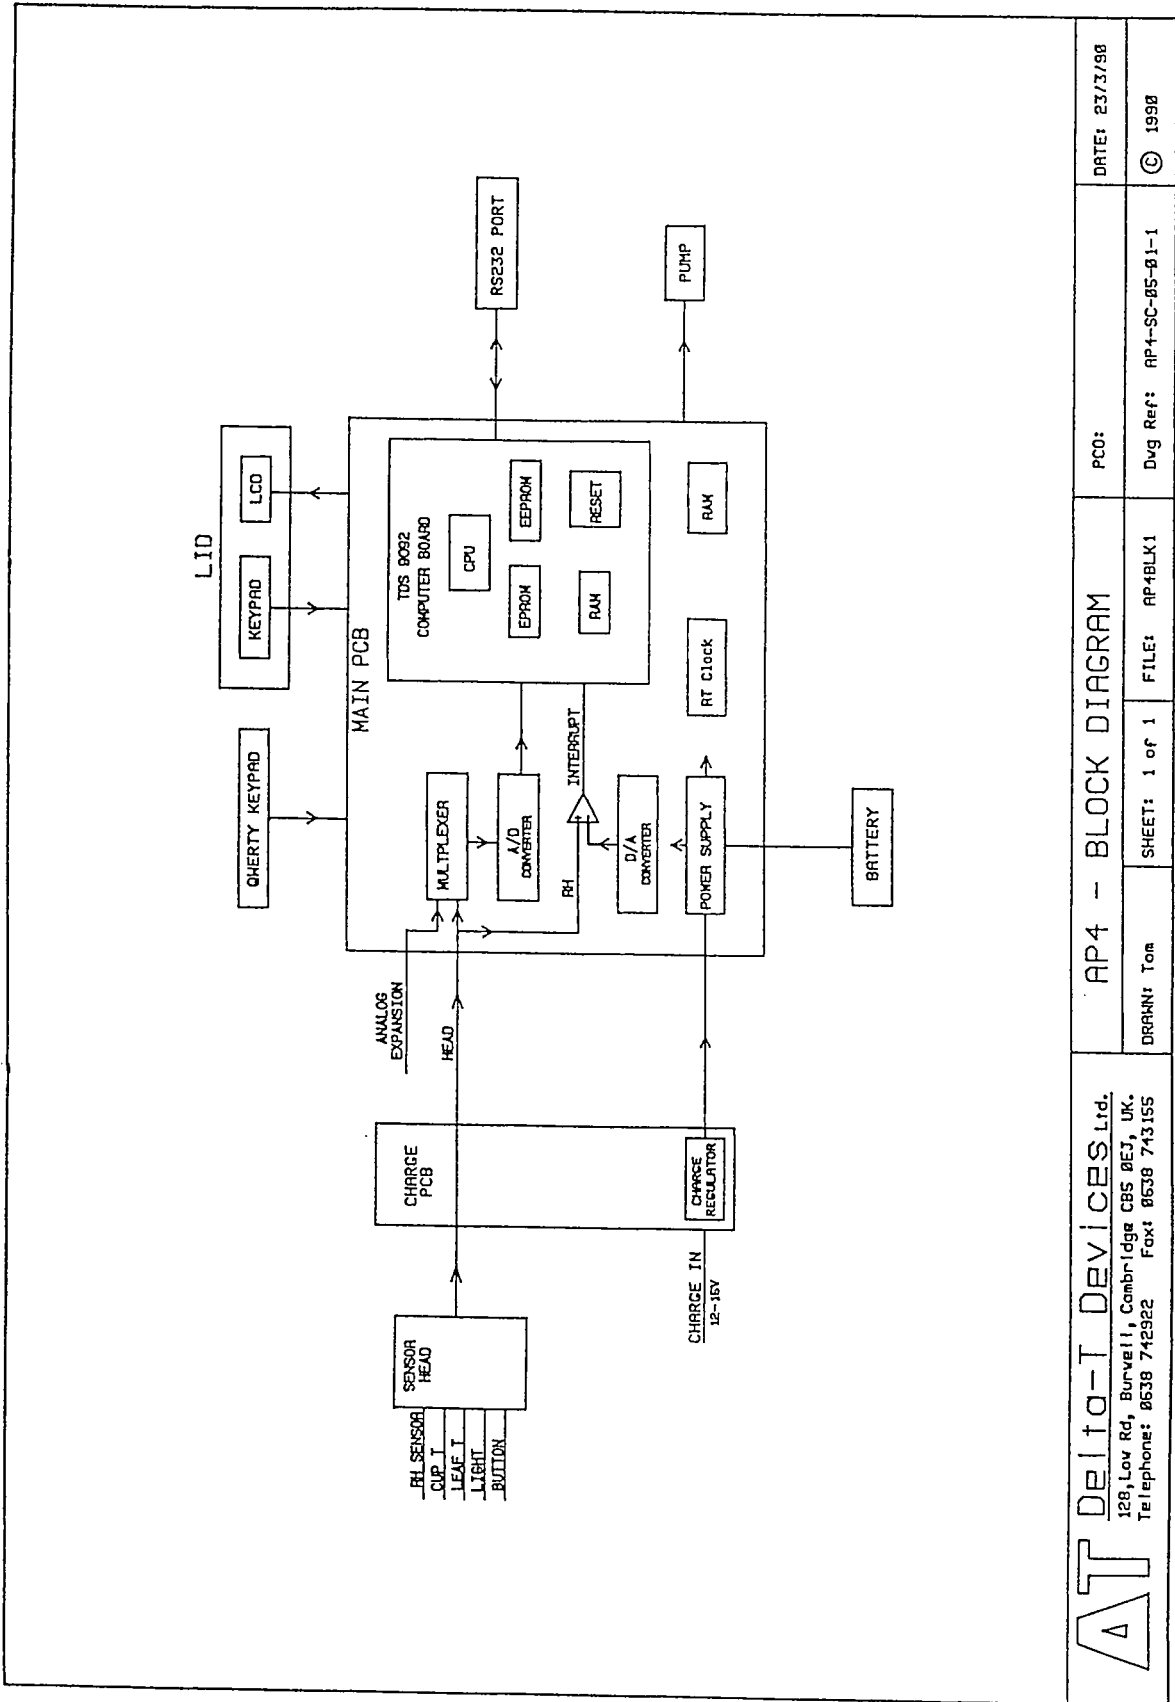 LID
QWERTY KEYPAD
KEYPAD
LCD
MAIN PCB
ANALOG
EXPANSION
HEAD
MULTPLEXER
A/D
CONVERTER
TDS 9092
COMPUTER BOARD
CPU
EPROM
EEPROM
RAM
RESET
RS232 PORT
RH
INTERRUPT
D/A
CONVERTER
POWER SUPPLY
RT Clock
RAM
PUMP
BATTERY
CHARGE
PCB
CHARGE
REGULATOR
SENSOR
HEAD
RH SENSOR
CUP T
LEAF T
LIGHT
BUTTON
CHARGE IN
12-16V
ΔT Delta-T Devices Ltd.
128,Low Rd, Burwell, Cambridge CB5 0EJ, UK.
Telephone: 0638 742922 Fax: 0638 743155
AP4 - BLOCK DIAGRAM
PCO:
DATE: 23/3/90
DRAWN: Tom
SHEET: 1 of 1
FILE: AP4BLK1
Dwg Ref: AP4-SC-05-01-1
© 1990